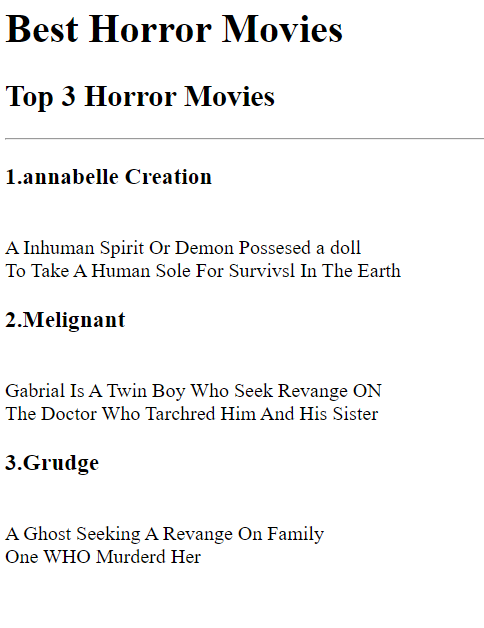 Best Horror Movies
Top 3 Horror Movies
1.annabelle Creation
A Inhuman Spirit Or Demon Possesed a doll
To Take A Human Sole For Survivsl In The Earth
2.Melignant
Gabrial Is A Twin Boy Who Seek Revange ON
The Doctor Who Tarchred Him And His Sister
3.Grudge
A Ghost Seeking A Revange On Family
One WHO Murderd Her